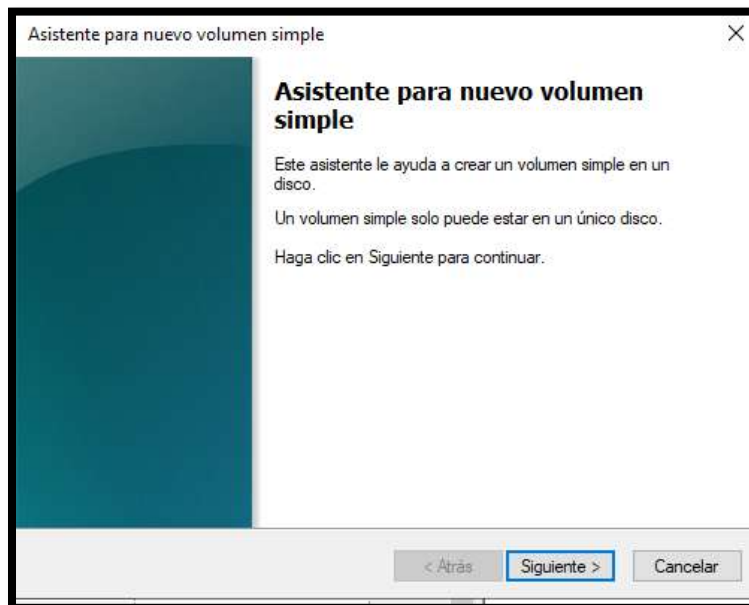 Asistente para nuevo volumen simple
Asistente para nuevo volumen
simple
Este asistente le ayuda a crear un volumen simple en un
disco.
Un volumen simple solo puede estar en un único disco.
Haga clic en Siguiente para continuar.
< Atrás Siguiente > Cancelar